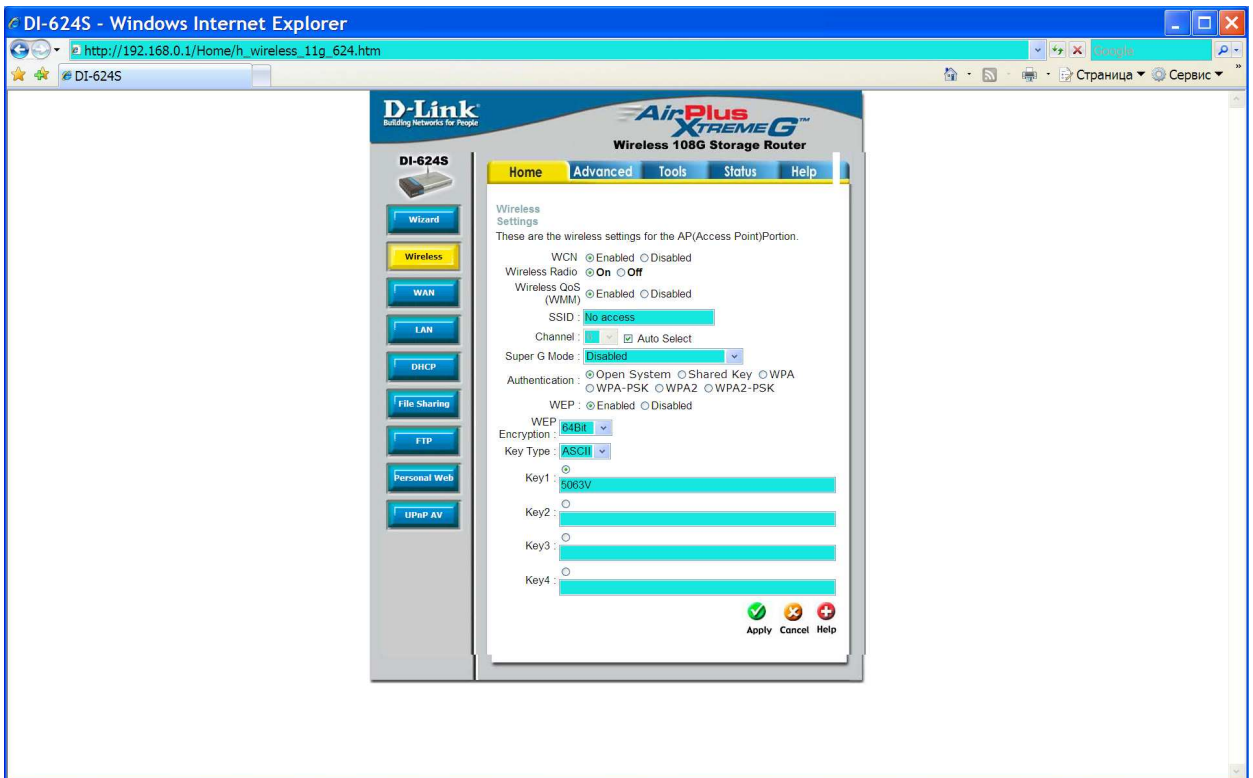 DI-624S - Windows Internet Explorer
http://192.168.0.1/Home/h_wireless_11g_624.htm
Google
DI-624S
Страница
Сервис
D-Link
Building Networks for People
AirPlus
XTREME G™
Wireless 108G Storage Router
DI-624S
Home Advanced Tools Status Help
Wizard
Wireless
WAN
LAN
DHCP
File Sharing
FTP
Personal Web
UPnP AV
Wireless
Settings
These are the wireless settings for the AP(Access Point)Portion.
WCN Enabled Disabled
Wireless Radio On Off
Wireless QoS
(WMM) Enabled Disabled
SSID : No access
Channel : Auto Select
Super G Mode : Disabled
Authentication : Open System Shared Key WPA
WPA-PSK WPA2 WPA2-PSK
WEP : Enabled Disabled
WEP
Encryption : 64Bit
Key Type : ASCII
Key1 :
5063V
Key2 :
Key3 :
Key4 :
Apply Cancel Help